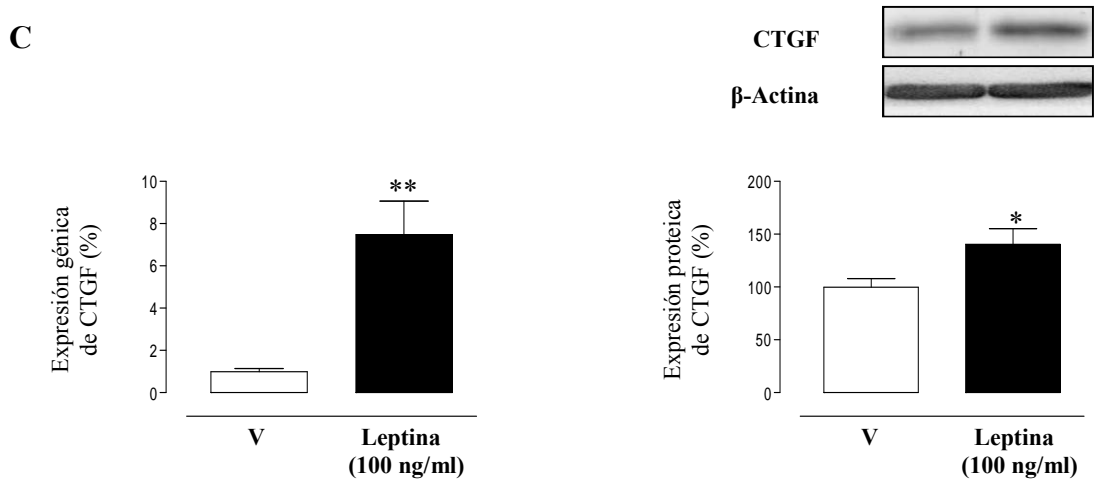 C
CTGF
β-Actina
Expresión génica
de CTGF (%)
10
8
6
4
2
0
**
V
Leptina
(100 ng/ml)
Expresión proteica
de CTGF (%)
200
150
100
50
0
*
V
Leptina
(100 ng/ml)